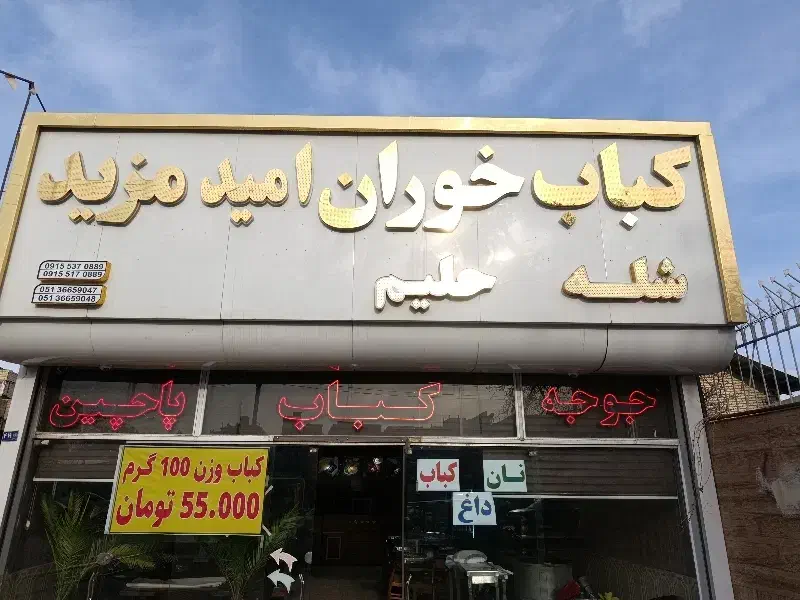 کباب خوران امید مزید
شله حلیم
0915 537 0889
0915 517 0889
051 36659047
051 36659048
جوجه کباب پاچین
کباب وزن 100 گرم
55.000 تومان
نان کباب
داغ